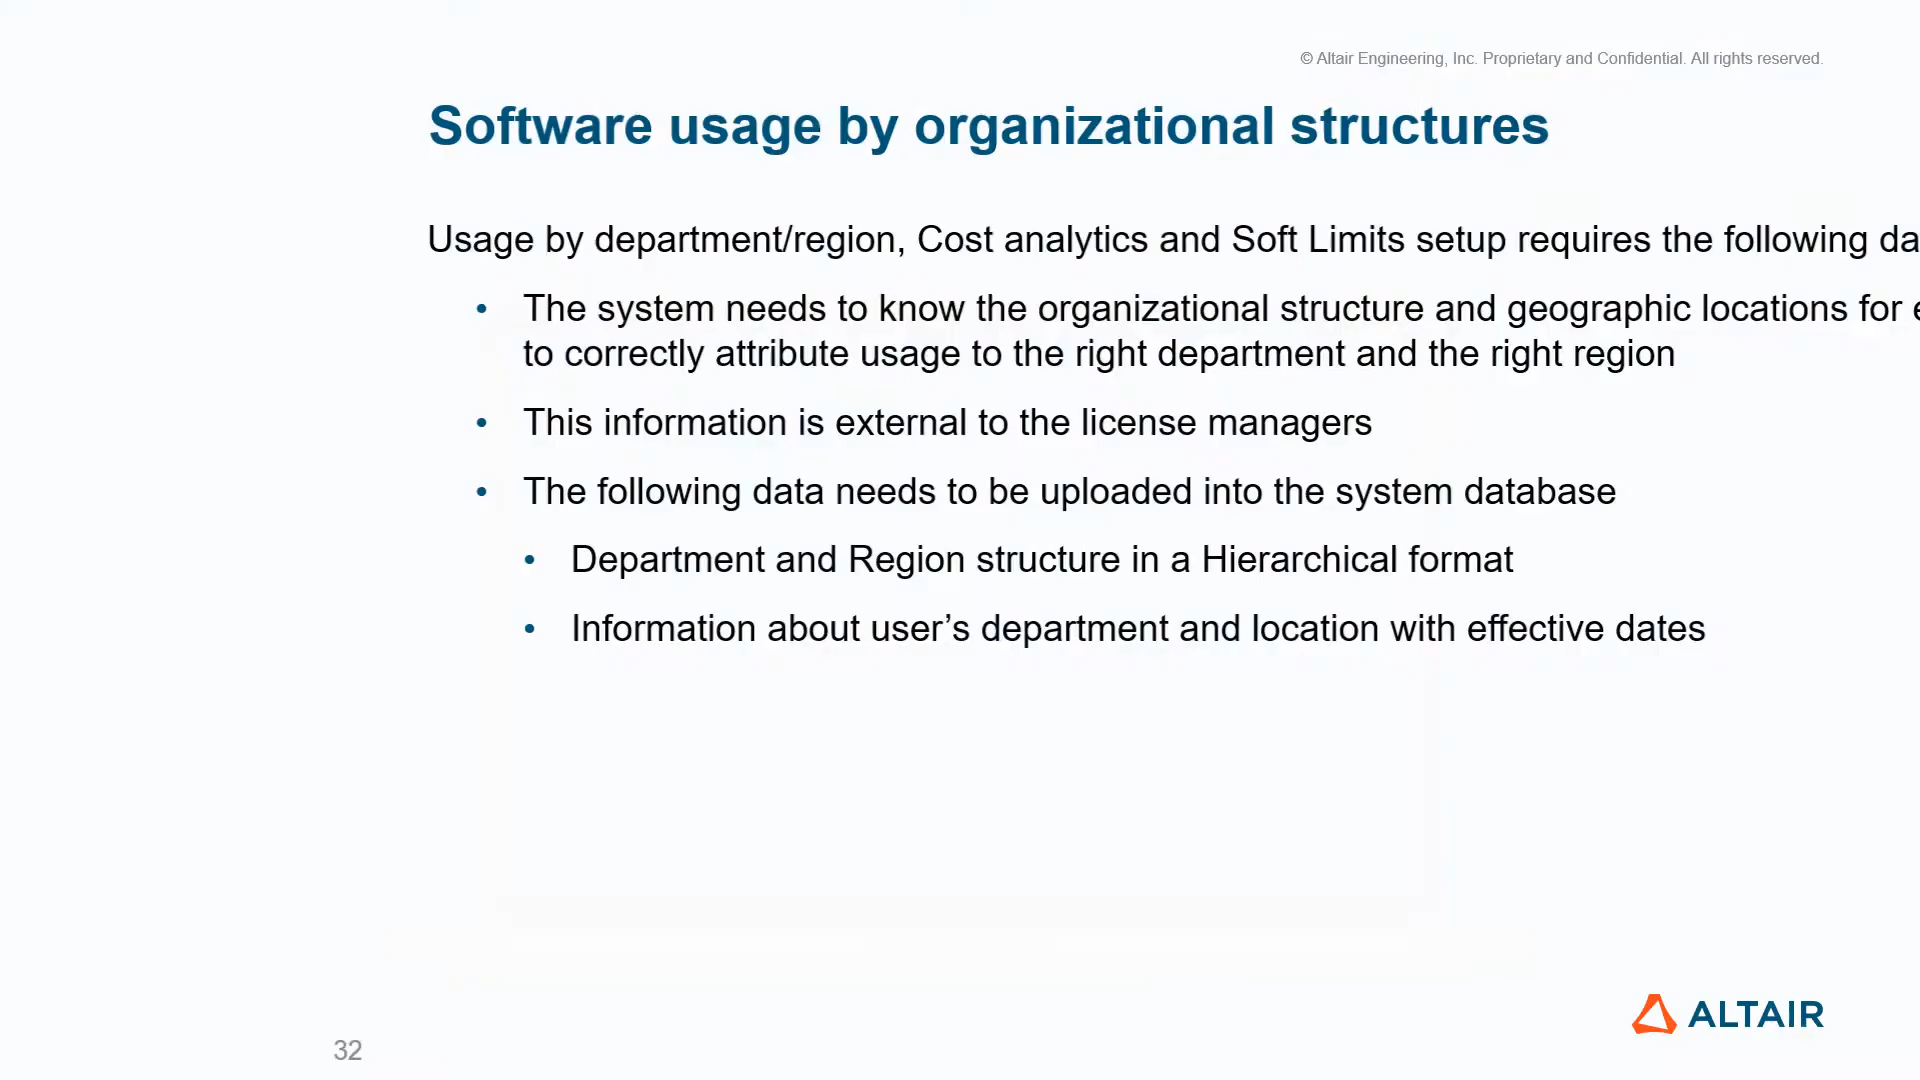 © Altair Engineering, Inc. Proprietary and Confidential. All rights reserved.
Software usage by organizational structures
Usage by department/region, Cost analytics and Soft Limits setup requires the following
• The system needs to know the organizational structure and geographic locations for
to correctly attribute usage to the right department and the right region
• This information is external to the license managers
• The following data needs to be uploaded into the system database
• Department and Region structure in a Hierarchical format
• Information about user’s department and location with effective dates
ALTAIR
32